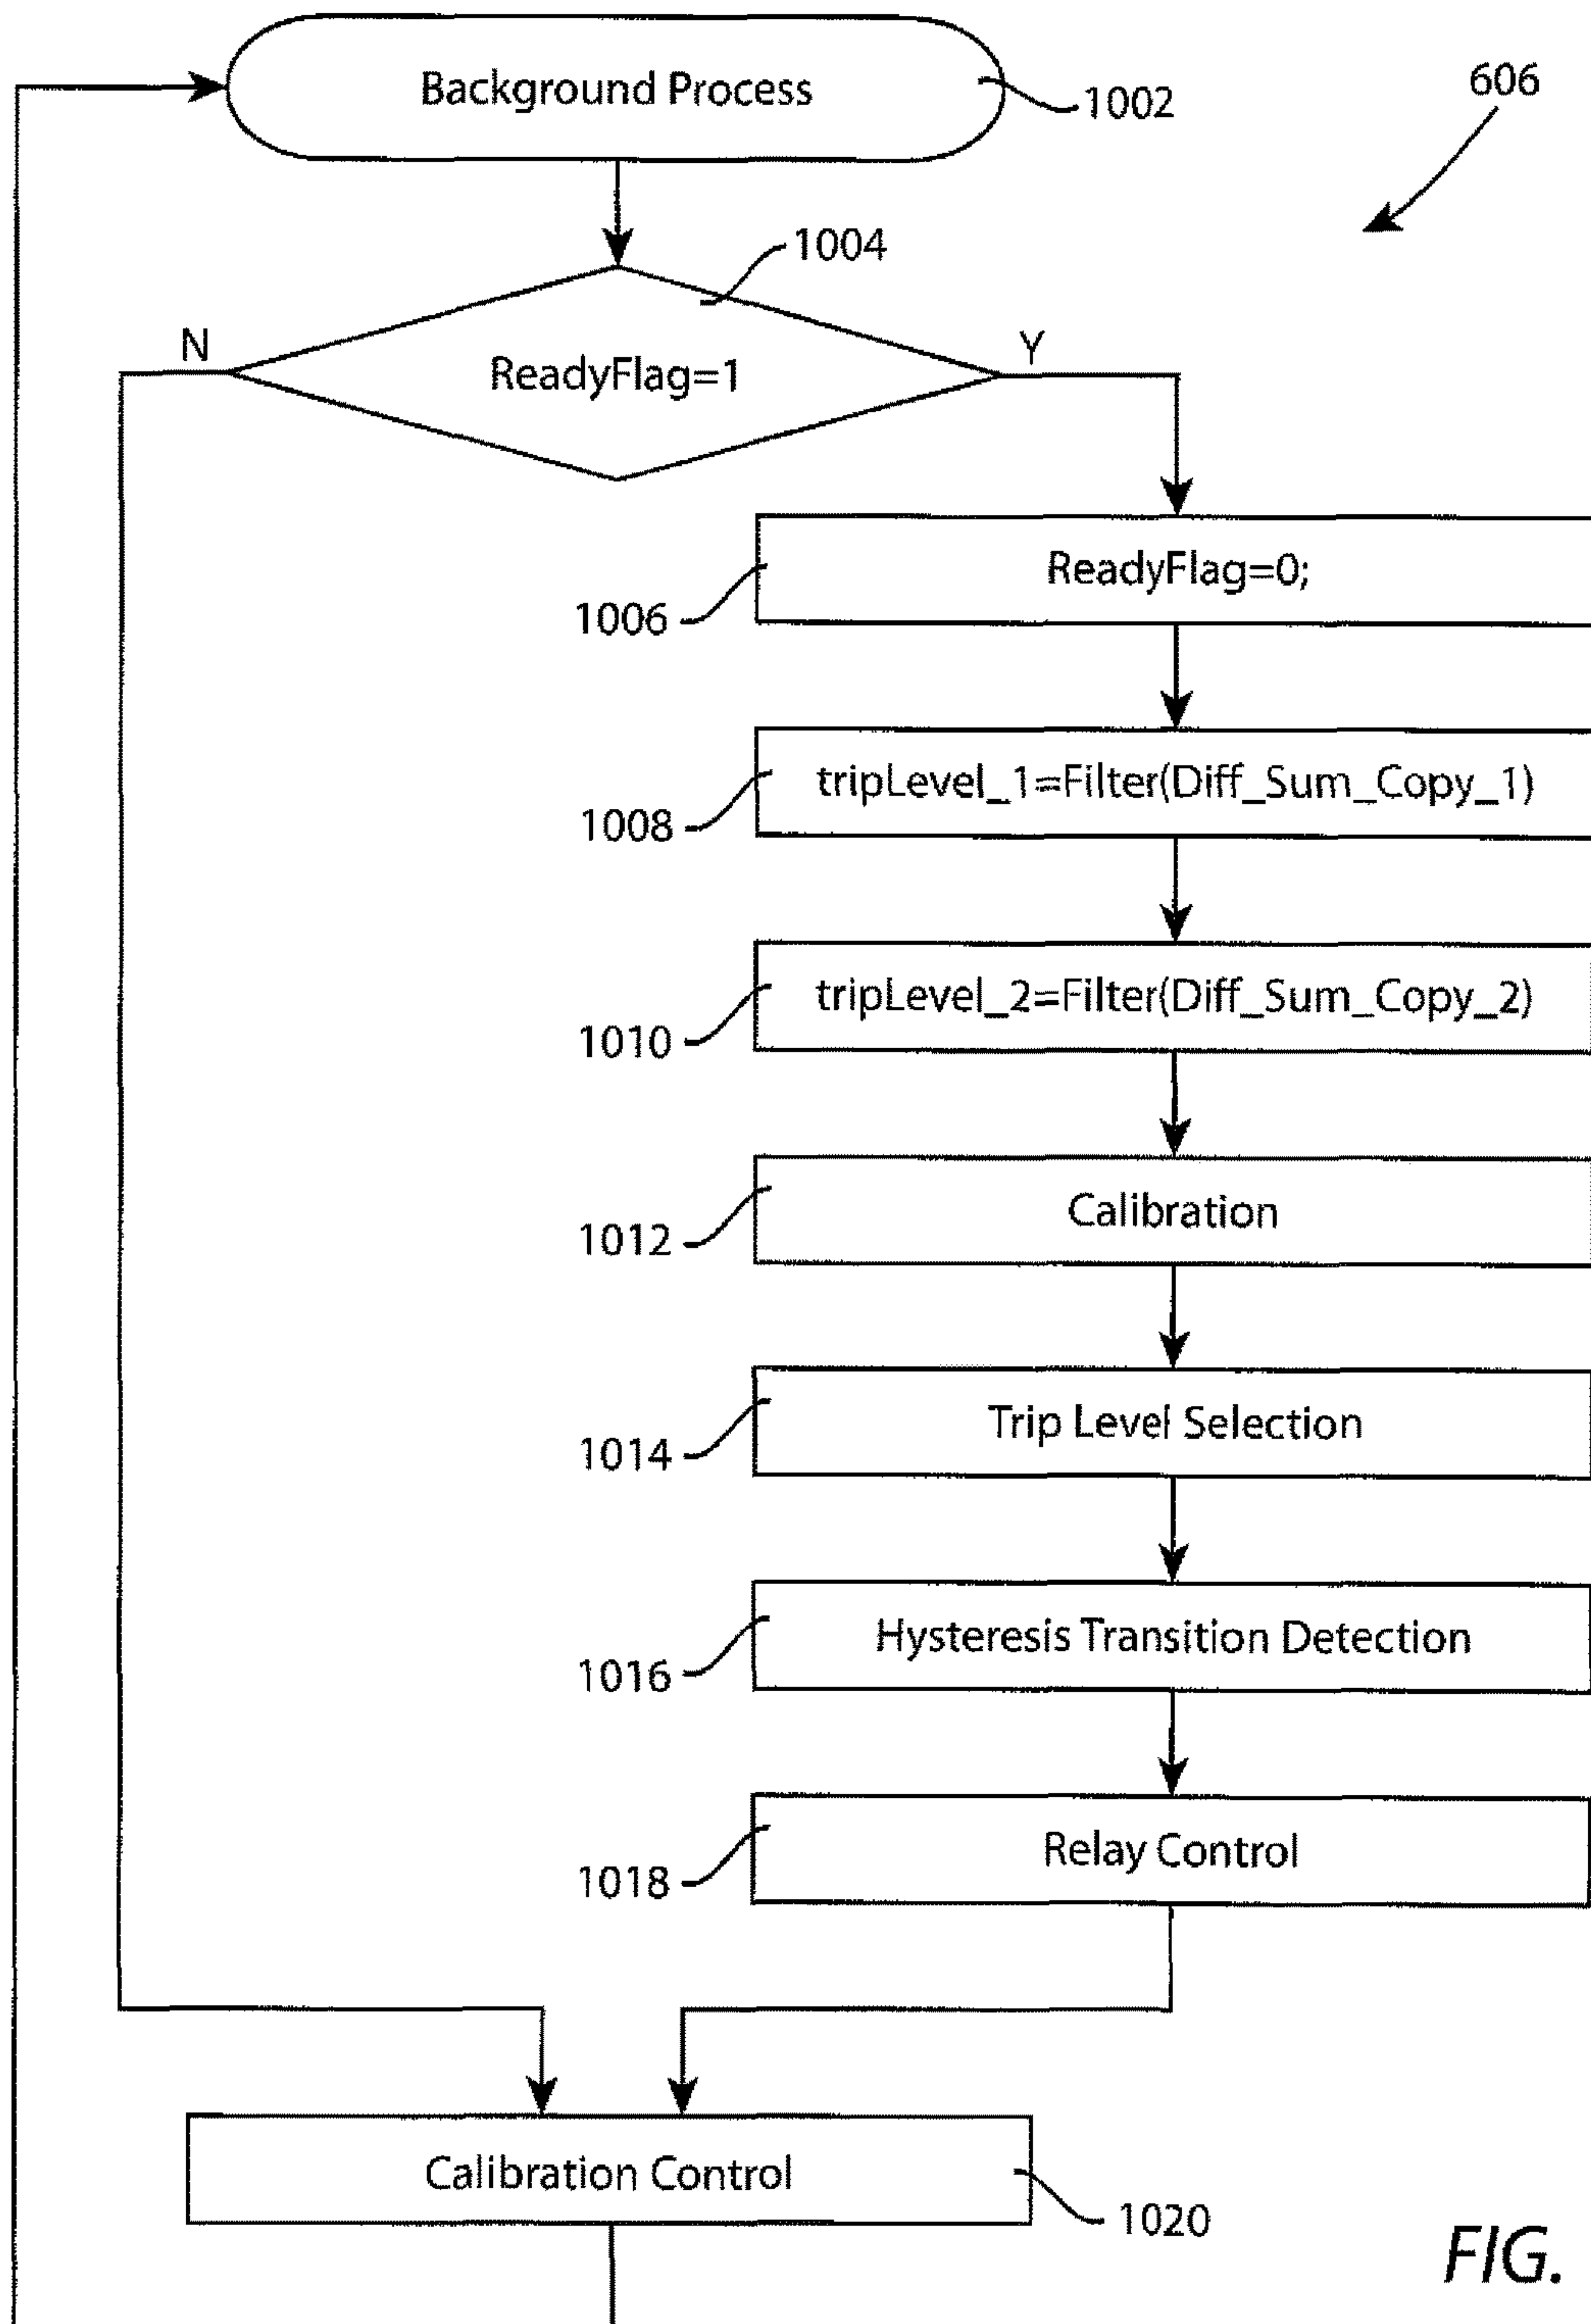 Background Process
1002
606
1004
N
ReadyFlag=1
Y
ReadyFlag=0;
1006
tripLevel_1=Filter(Diff_Sum_Copy_1)
1008
tripLevel_2=Filter(Diff_Sum_Copy_2)
1010
Calibration
1012
Trip Level Selection
1014
Hysteresis Transition Detection
1016
Relay Control
1018
Calibration Control
1020
FIG.